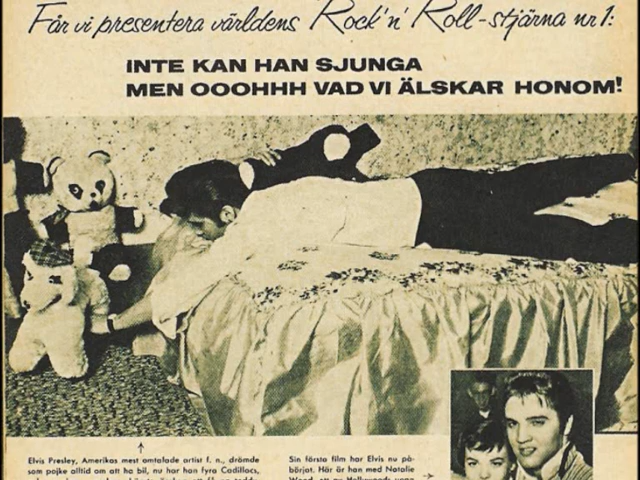 Får vi presentera världens Rock'n' Roll-stjärna nr 1:
INTE KAN HAN SJUNGA
MEN OOOHHH VAD VI ÄLSKAR HONOM!
Elvis Presley, Amerikas mest omtalade artist f. n., drömde
som pojke alltid om att ha bil, nu har han fyra Cadillacs,
Sin första film har Elvis nu på-
börjat. Här är han med Natalie